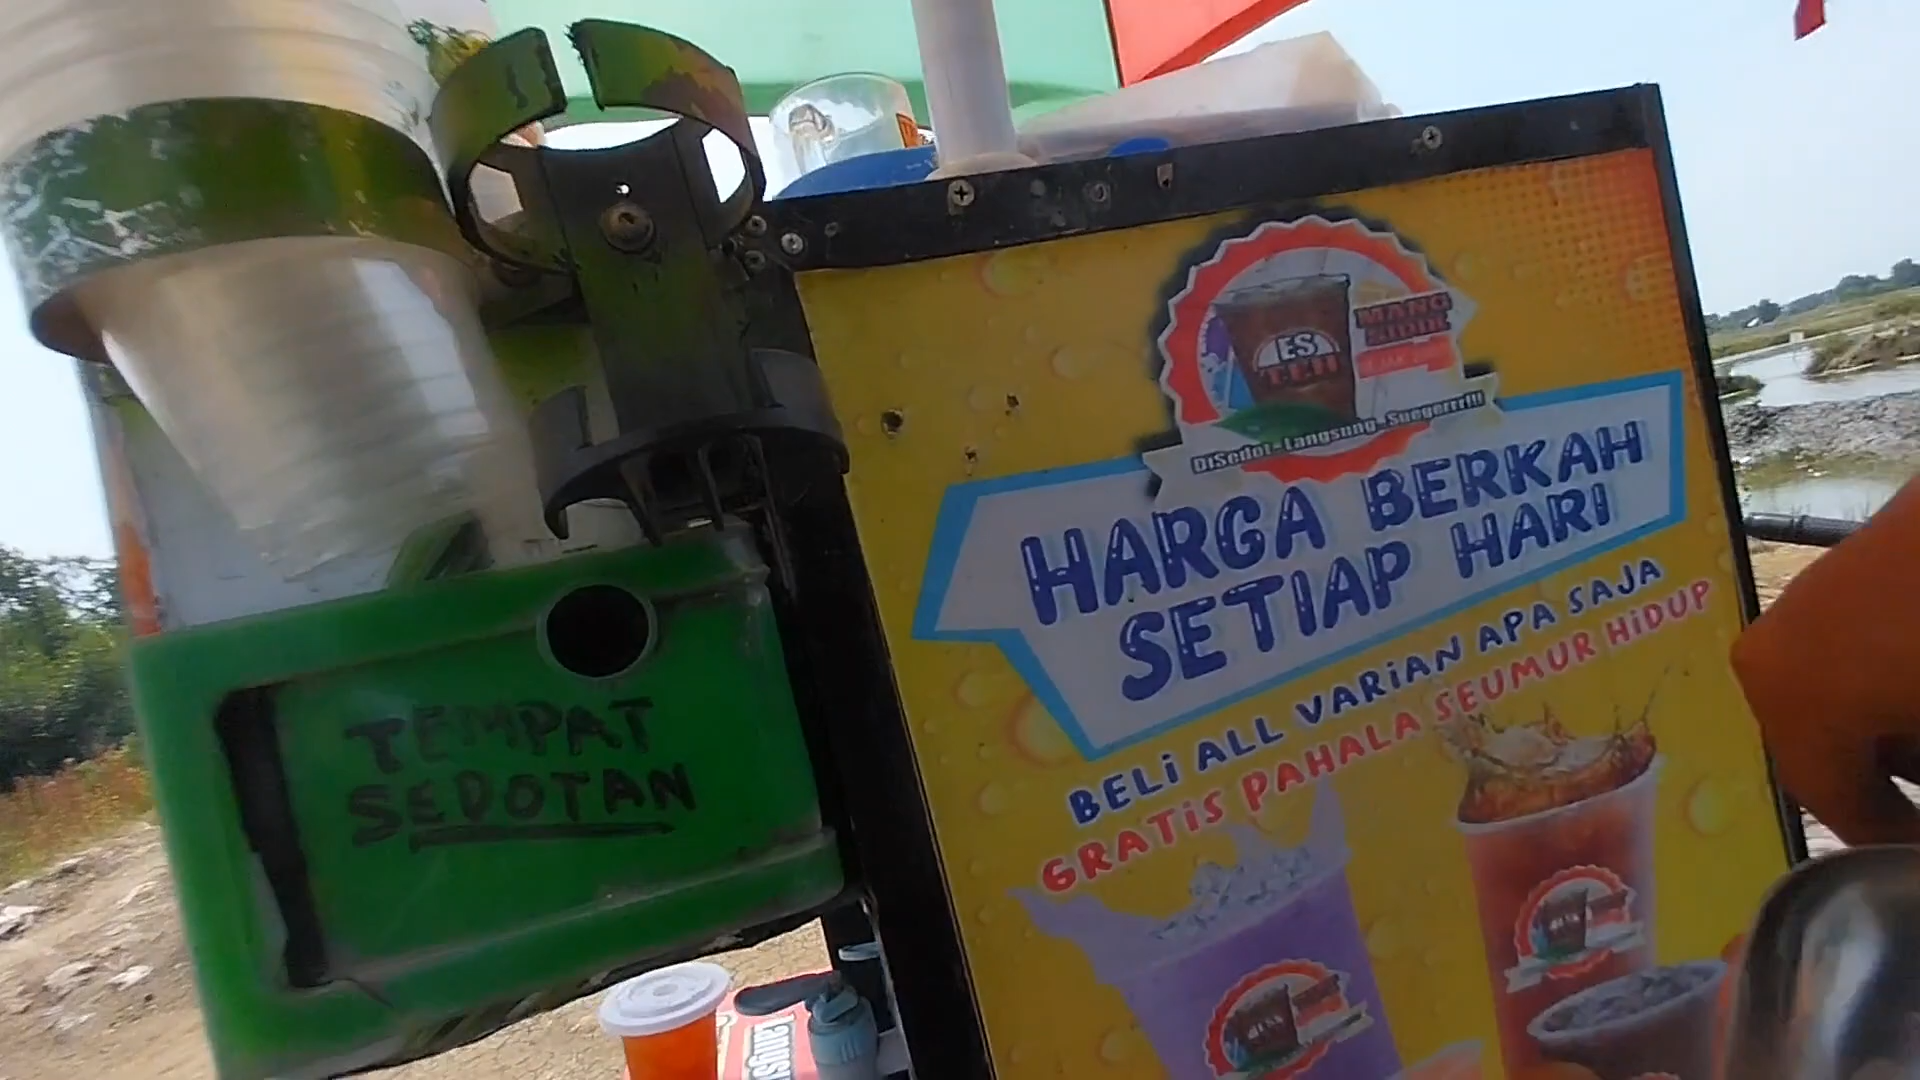 TEMPAT
SEDOTAN
ES
TEH
MANG
DiSedot-Langsung-Suegerrr!!!
HARGA BERKAH
SETIAP HARI
BELi ALL VARiAN APA SAJA
GRATiS PAHALA SEUMUR HiDUP